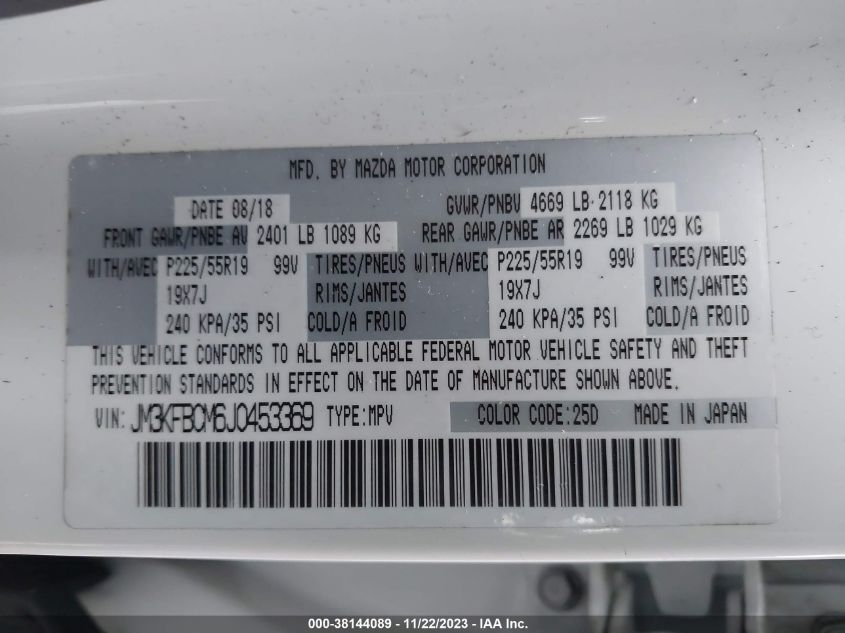 MFD. BY MAZDA MOTOR CORPORATION
DATE 08/18 GVWR/PNBV 4669 LB 2118 KG
FRONT GAWR/PNBE AV 2401 LB 1089 KG REAR GAWR/PNBE AR 2269 LB 1029 KG
WITH/AVEC P225/55R19 99V TIRES/PNEUS WITH/AVEC P225/55R19 99V TIRES/PNEUS
19X7J RIMS/JANTES 19X7J RIMS/JANTES
240 KPA/35 PSI COLD/A FROID 240 KPA/35 PSI COLD/A FROID
THIS VEHICLE CONFORMS TO ALL APPLICABLE FEDERAL MOTOR VEHICLE SAFETY AND THEFT
PREVENTION STANDARDS IN EFFECT ON THE DATE OF MANUFACTURE SHOWN ABOVE.
VIN: JM3KFBCM6J0453369 TYPE:MPV COLOR CODE:25D MADE IN JAPAN
000-38144089 - 11/22/2023 - IAA Inc.